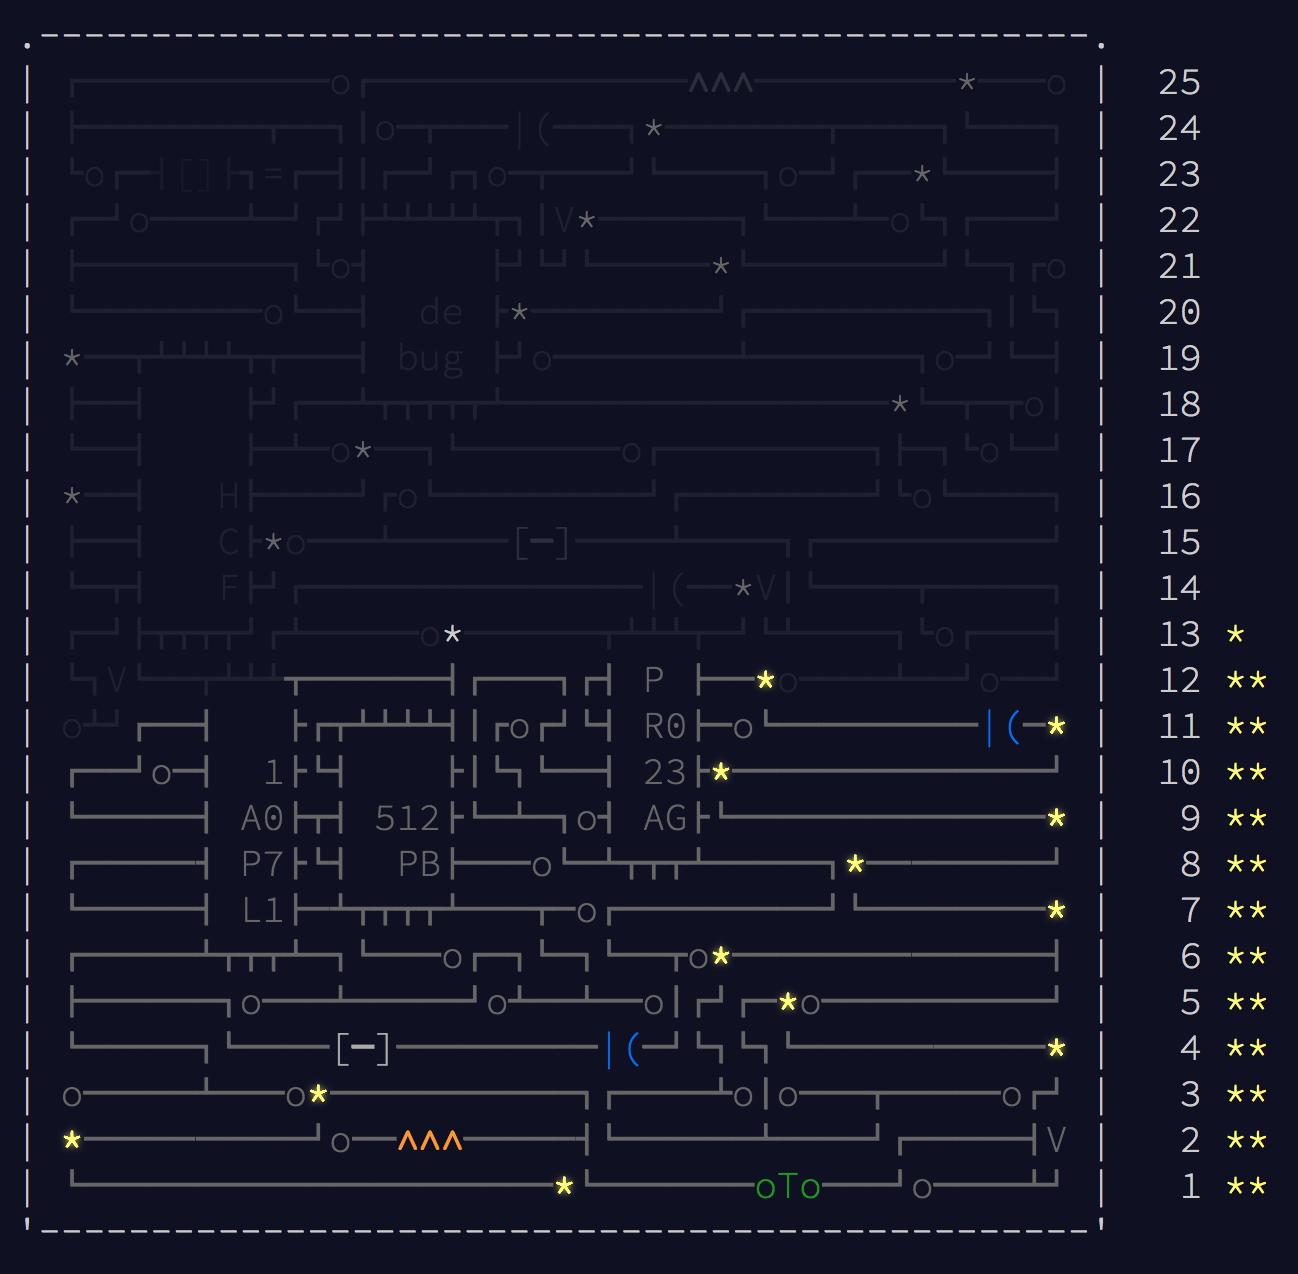 25
24
23
22
21
de 20
bug 19
18
17
H 16
C 15
F 14
13 *
P 12 **
R0 11 **
1 23 10 **
A0 512 AG 9 **
P7 PB 8 **
L1 7 **
6 **
5 **
4 **
3 **
V 2 **
oTo 1 **